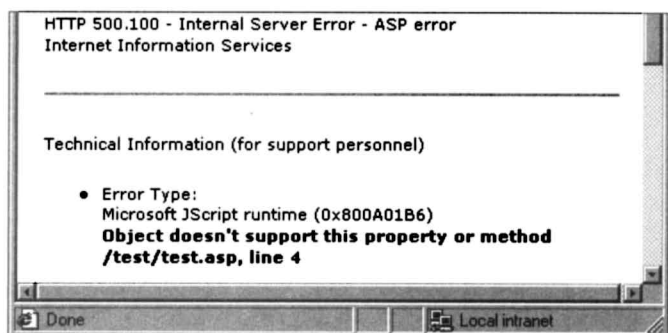 HTTP 500.100 - Internal Server Error - ASP error
Internet Information Services
Technical Information (for support personnel)
• Error Type:
Microsoft JScript runtime (0x800A01B6)
Object doesn't support this property or method
/test/test.asp, line 4
Done
Local intranet